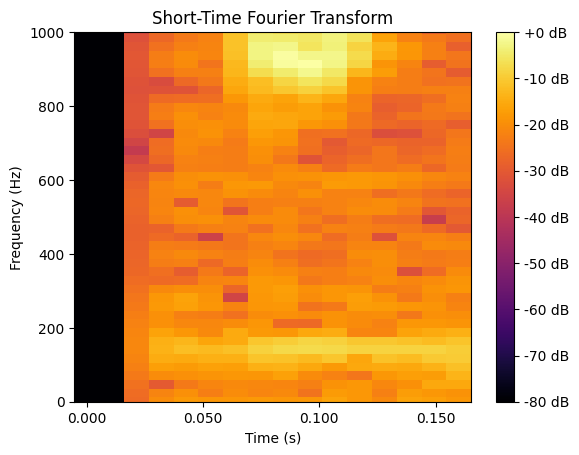 Short-Time Fourier Transform
1000
800
600
400
200
0
Frequency (Hz)
0.000
0.050
0.100
0.150
Time (s)
+0 dB
-10 dB
-20 dB
-30 dB
-40 dB
-50 dB
-60 dB
-70 dB
-80 dB